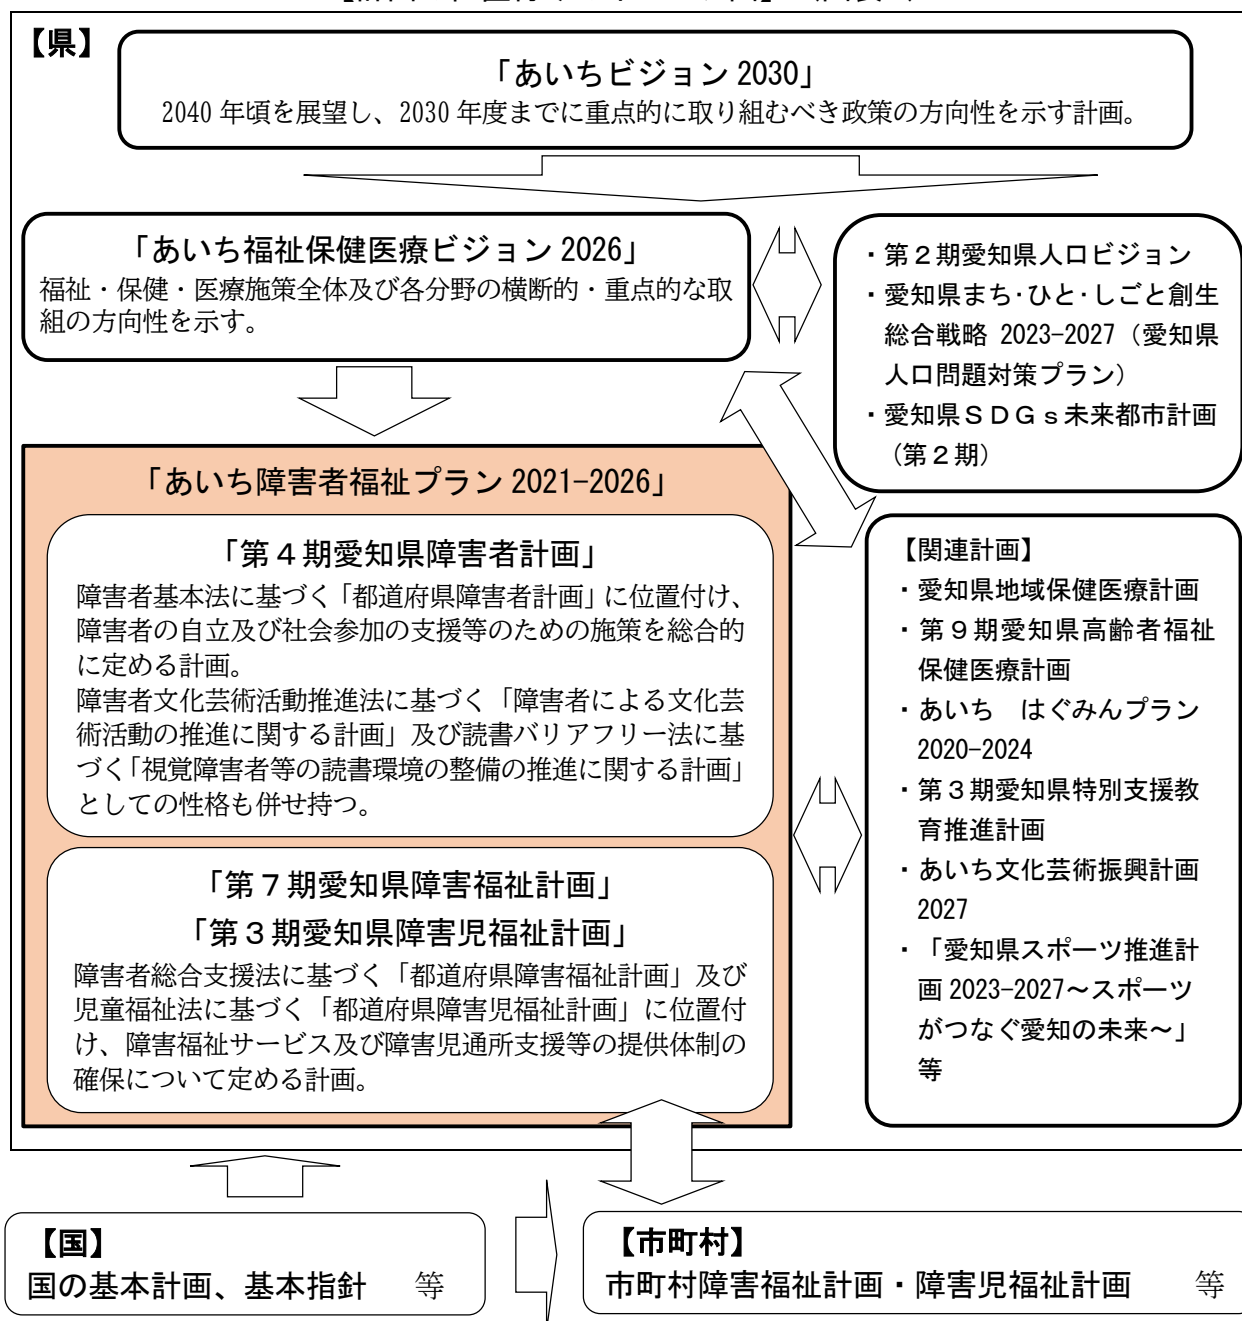 【県】
「あいちビジョン 2030」
2040 年頃を展望し、2030 年度までに重点的に取り組むべき政策の方向性を示す計画。
「あいち福祉保健医療ビジョン 2026」
福祉・保健・医療施策全体及び各分野の横断的・重点的な取
組の方向性を示す。
・第２期愛知県人口ビジョン
・愛知県まち・ひと・しごと創生
総合戦略 2023-2027（愛知県
人口問題対策プラン）
・愛知県ＳＤＧｓ未来都市計画
（第２期）
「あいち障害者福祉プラン 2021-2026」
「第４期愛知県障害者計画」
障害者基本法に基づく「都道府県障害者計画」に位置付け、
障害者の自立及び社会参加の支援等のための施策を総合的
に定める計画。
障害者文化芸術活動推進法に基づく「障害者による文化芸
術活動の推進に関する計画」及び読書バリアフリー法に基
づく「視覚障害者等の読書環境の整備の推進に関する計画」
としての性格も併せ持つ。
「第７期愛知県障害福祉計画」
「第３期愛知県障害児福祉計画」
障害者総合支援法に基づく「都道府県障害福祉計画」及び
児童福祉法に基づく「都道府県障害児福祉計画」に位置付
け、障害福祉サービス及び障害児通所支援等の提供体制の
確保について定める計画。
【関連計画】
・愛知県地域保健医療計画
・第９期愛知県高齢者福祉
保健医療計画
・あいち　はぐみんプラン
2020-2024
・第３期愛知県特別支援教
育推進計画
・あいち文化芸術振興計画
2027
・「愛知県スポーツ推進計
画 2023-2027～スポーツ
がつなぐ愛知の未来～」
等
【国】
国の基本計画、基本指針　等
【市町村】
市町村障害福祉計画・障害児福祉計画　　等